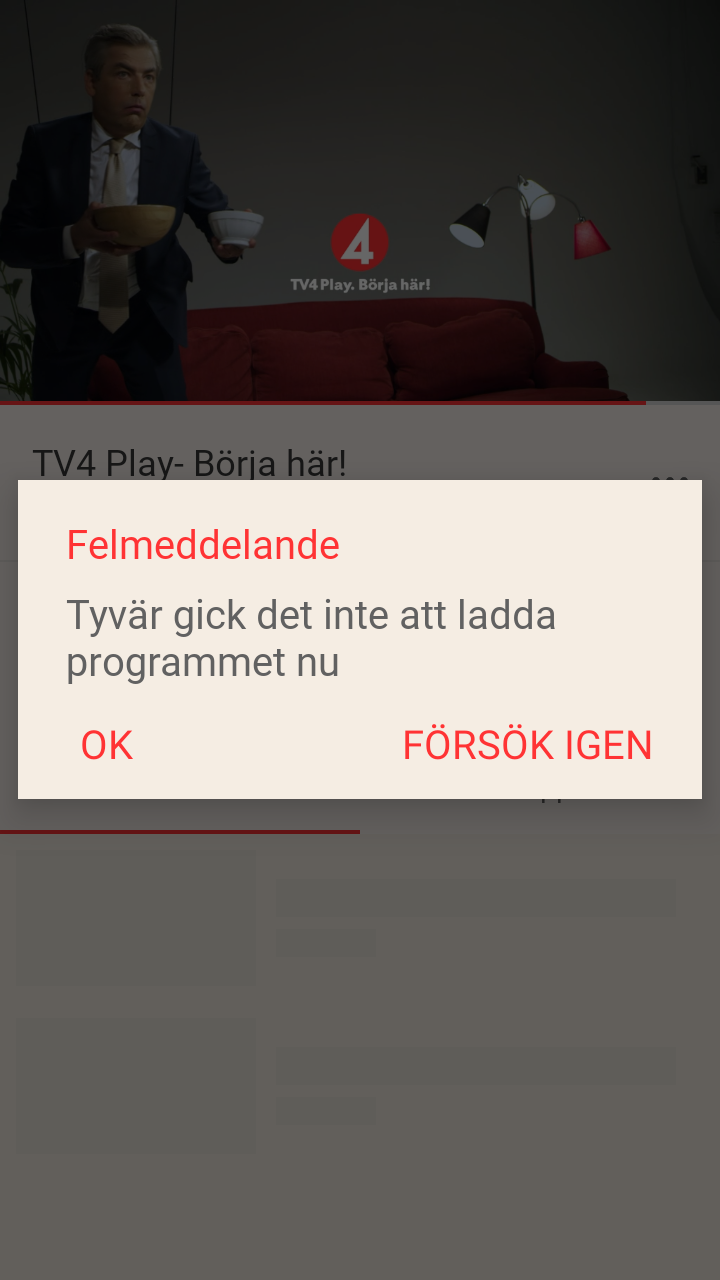 4
TV4 Play. Börja här!
TV4 Play- Börja här!
Felmeddelande
Tyvär gick det inte att ladda
programmet nu
OK
FÖRSÖK IGEN